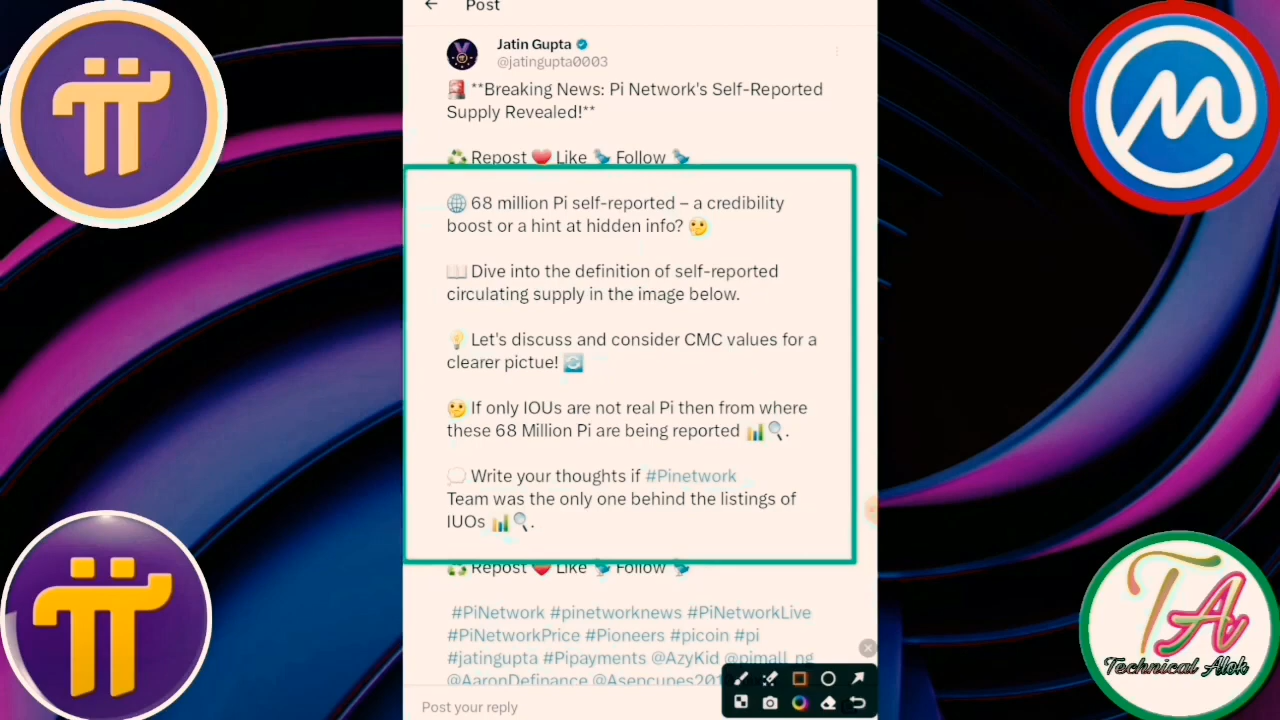 Post
Jatin Gupta
@jatingupta0003
🚨 **Breaking News: Pi Network's Self-Reported
Supply Revealed!**
♻️ Repost ❤️ Like 🐦 Follow 🐦
🌐 68 million Pi self-reported – a credibility
boost or a hint at hidden info? 🤔
📖 Dive into the definition of self-reported
circulating supply in the image below.
💡 Let's discuss and consider CMC values for a
clearer pictue! 🔄
🤔 If only IOUs are not real Pi then from where
these 68 Million Pi are being reported 📊🔍.
💭 Write your thoughts if #Pinetwork
Team was the only one behind the listings of
IUOs 📊🔍.
♻️ Repost ❤️ Like 🐦 Follow 🐦
#PiNetwork #pinetworknews #PiNetworkLive
#PiNetworkPrice #Pioneers #picoin #pi
#jatingupta #Pipayments @AzyKid @pimall_ng
@AaronDefinance
Post your reply
TA
Technical Alok